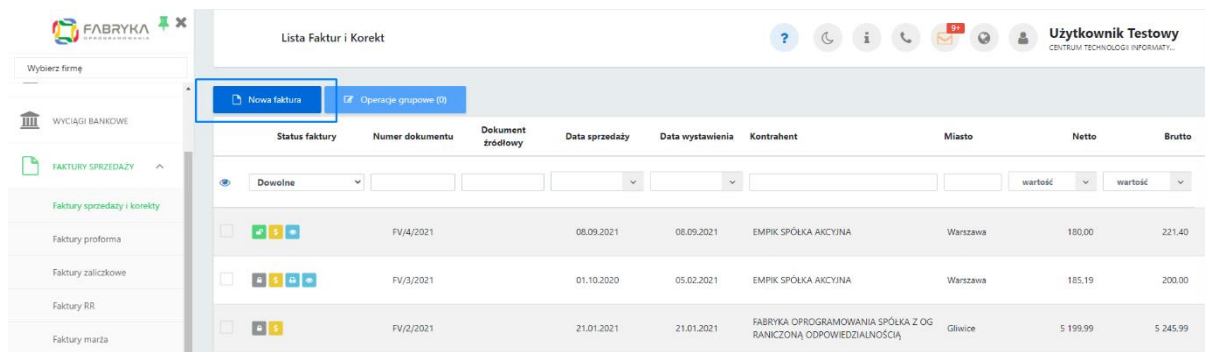 FABRYKA
OPROGRAMOWANIA
Wybierz firmę
WYCIĄGI BANKOWE
FAKTURY SPRZEDAŻY
Faktury sprzedaży i korekty
Faktury proforma
Faktury zaliczkowe
Faktury RR
Faktury marża
Lista Faktur i Korekt
?
i
9+
Użytkownik Testowy
CENTRUM TECHNOLOGII INFORMATY...
Nowa faktura Operacje grupowe (0)
Status faktury Numer dokumentu Dokument źródłowy Data sprzedaży Data wystawienia Kontrahent Miasto Netto Brutto
Dowolne wartość wartość
$ FV/4/2021 08.09.2021 08.09.2021 EMPIK SPÓŁKA AKCYJNA Warszawa 180,00 221,40
$ FV/3/2021 01.10.2020 05.02.2021 EMPIK SPÓŁKA AKCYJNA Warszawa 185,19 200,00
$ FV/2/2021 21.01.2021 21.01.2021 FABRYKA OPROGRAMOWANIA SPÓŁKA Z OG
RANICZONĄ ODPOWIEDZIALNOŚCIĄ Gliwice 5 199,99 5 245,99